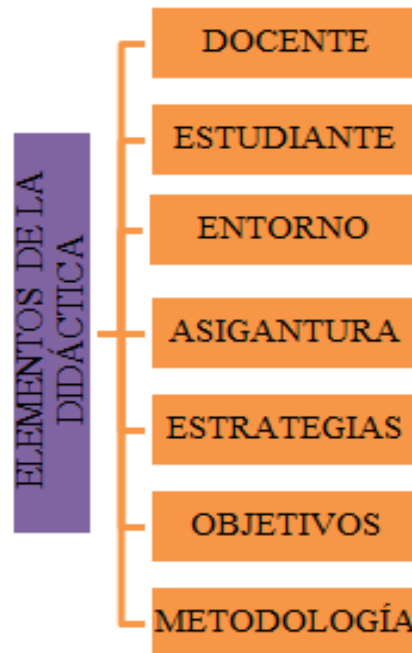 ELEMENTOS DE LA
DIDÁCTICA
DOCENTE
ESTUDIANTE
ENTORNO
ASIGANTURA
ESTRATEGIAS
OBJETIVOS
METODOLOGÍA